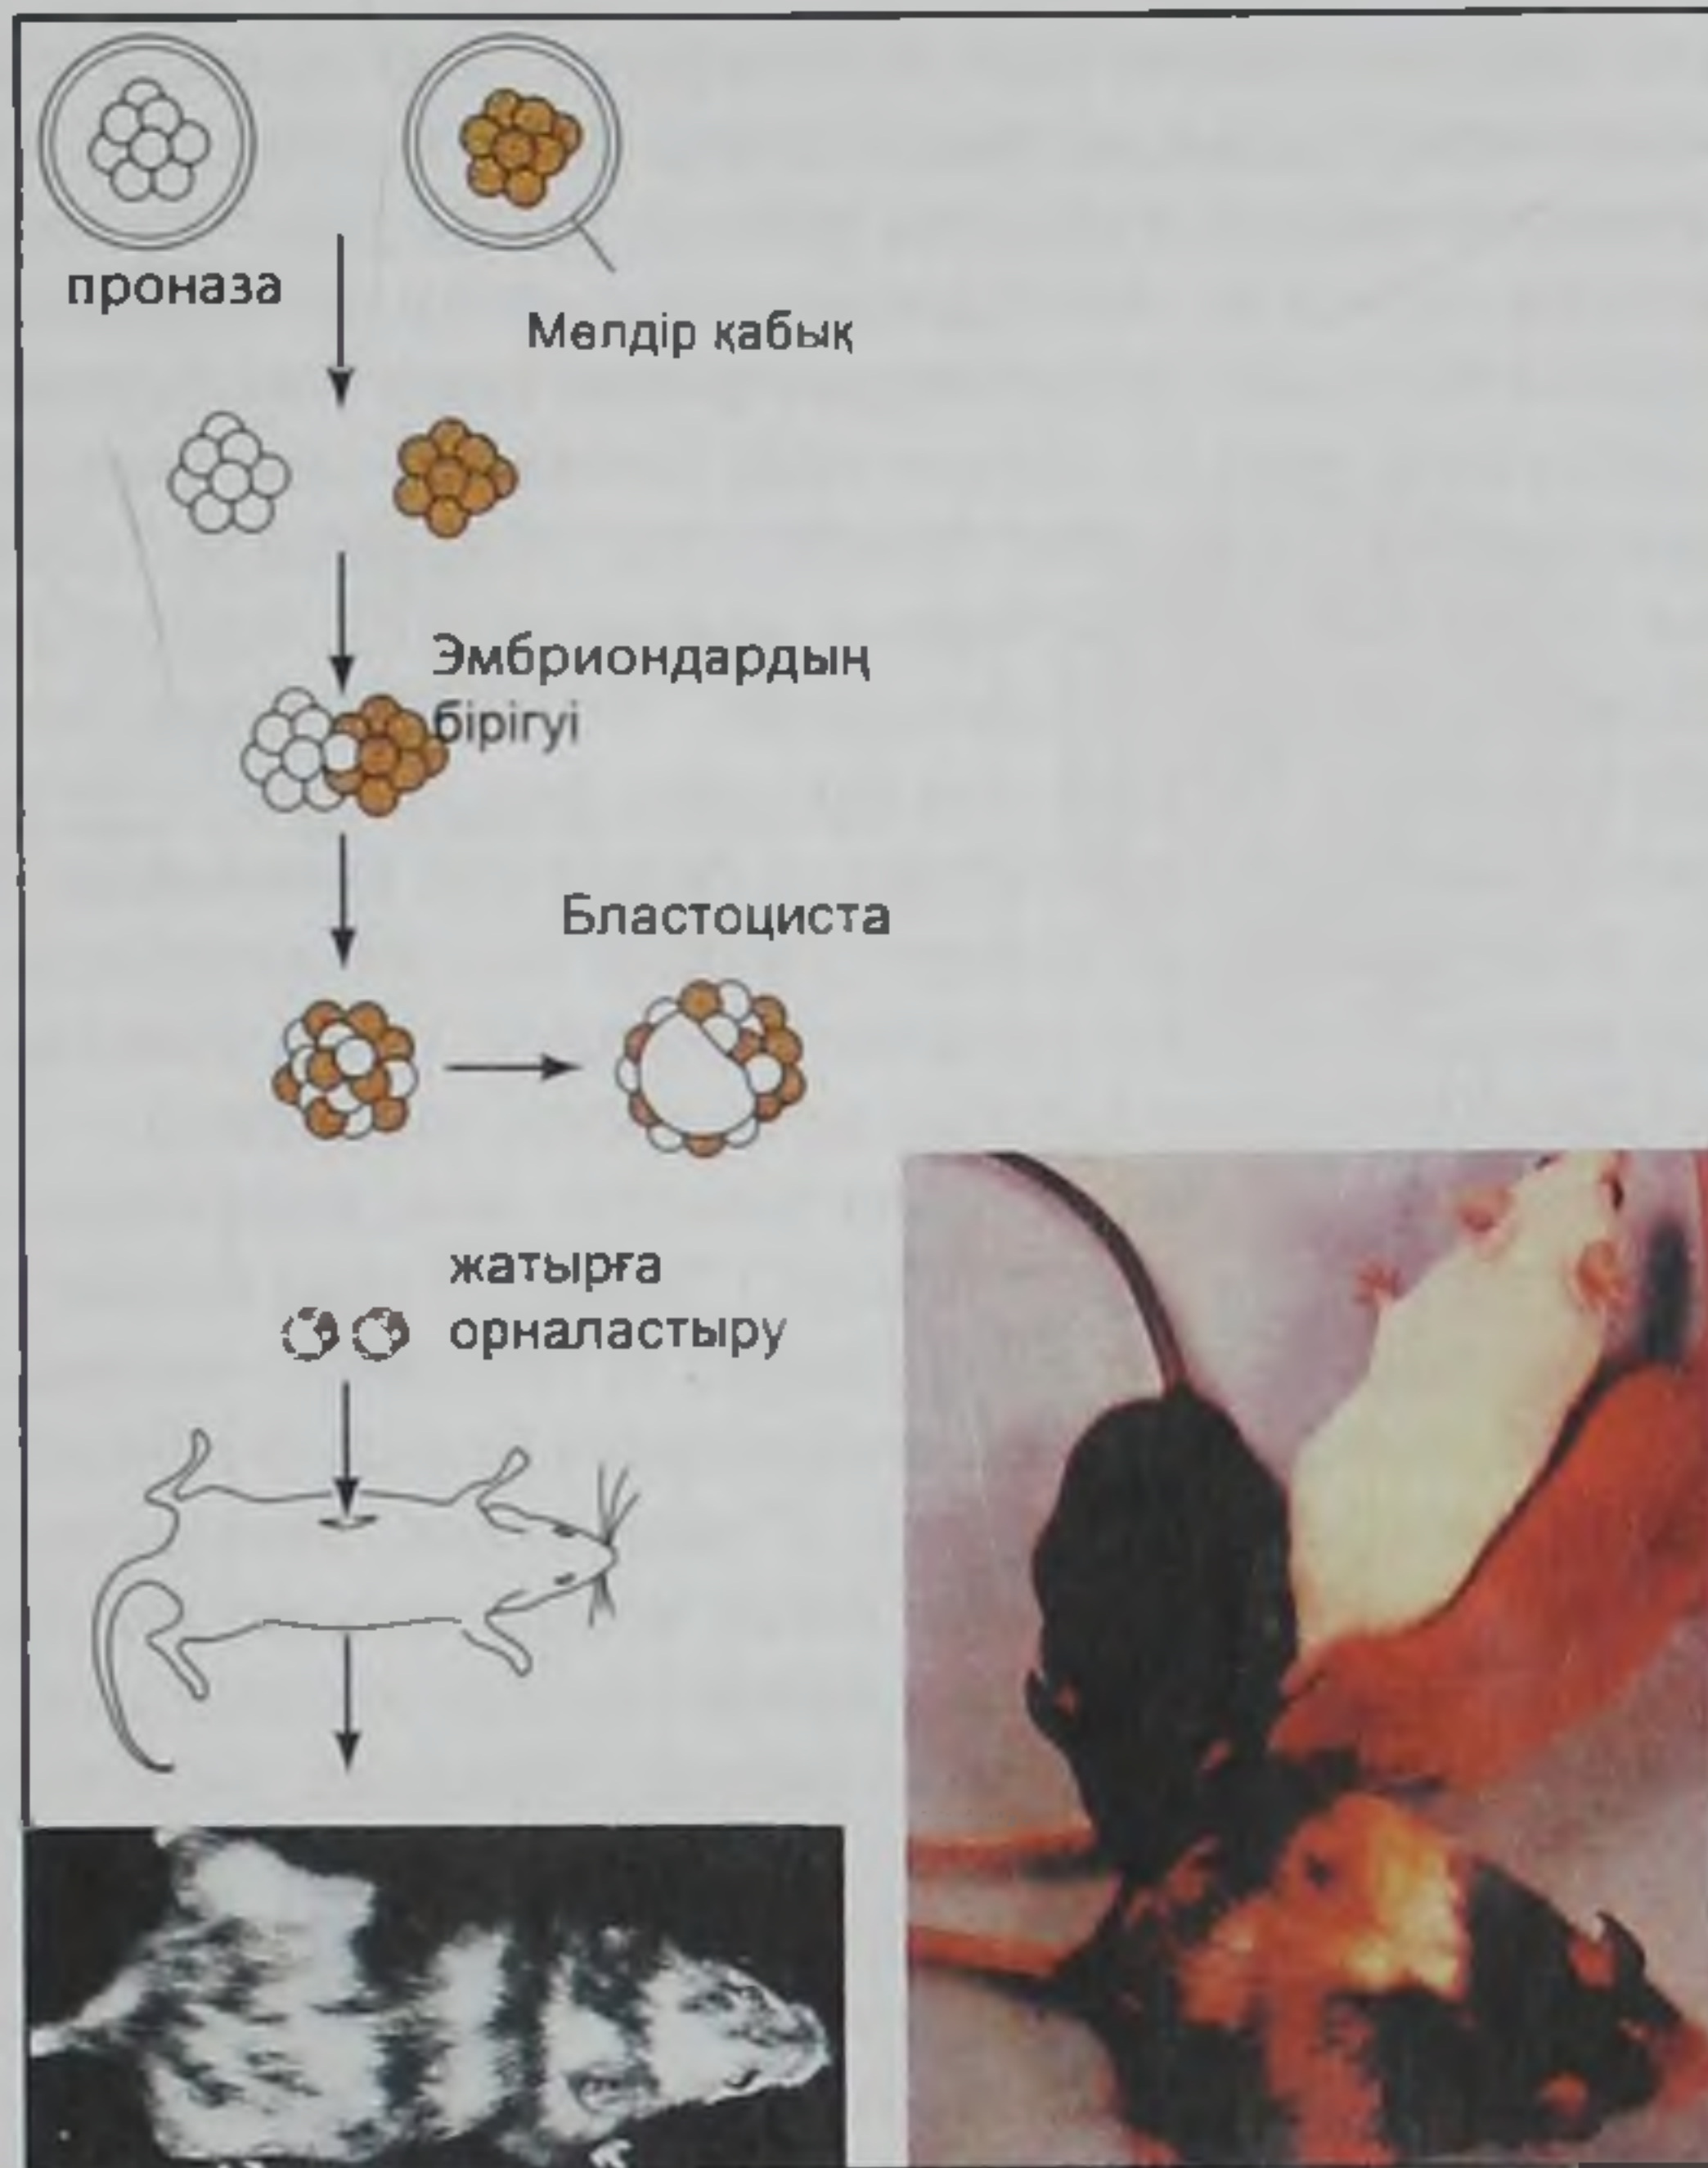 проназа
Мөлдір қабық
Эмбриондардың
бірігуі
Бластоциста
жатырға
орналастыру